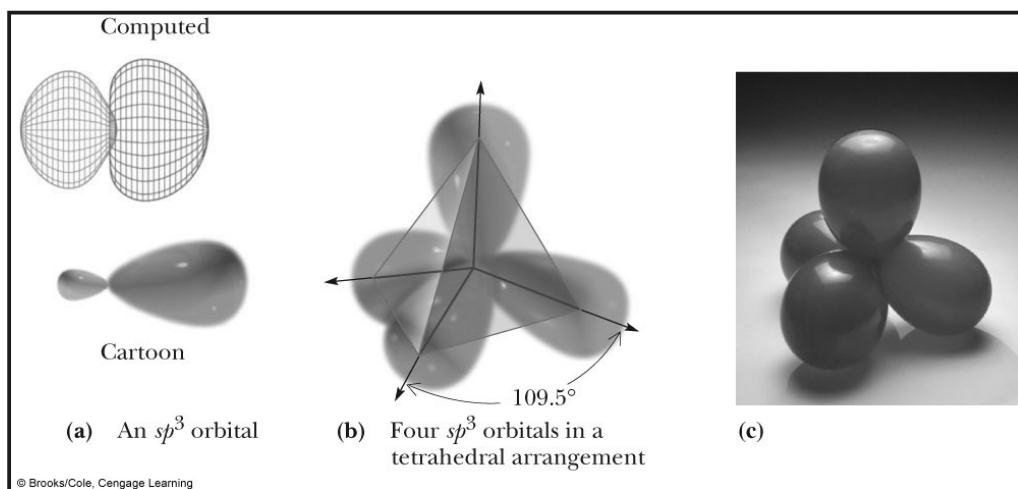 Computed
Cartoon
109.5°
(a) An sp³ orbital
(b) Four sp³ orbitals in a
tetrahedral arrangement
(c)
© Brooks/Cole, Cengage Learning